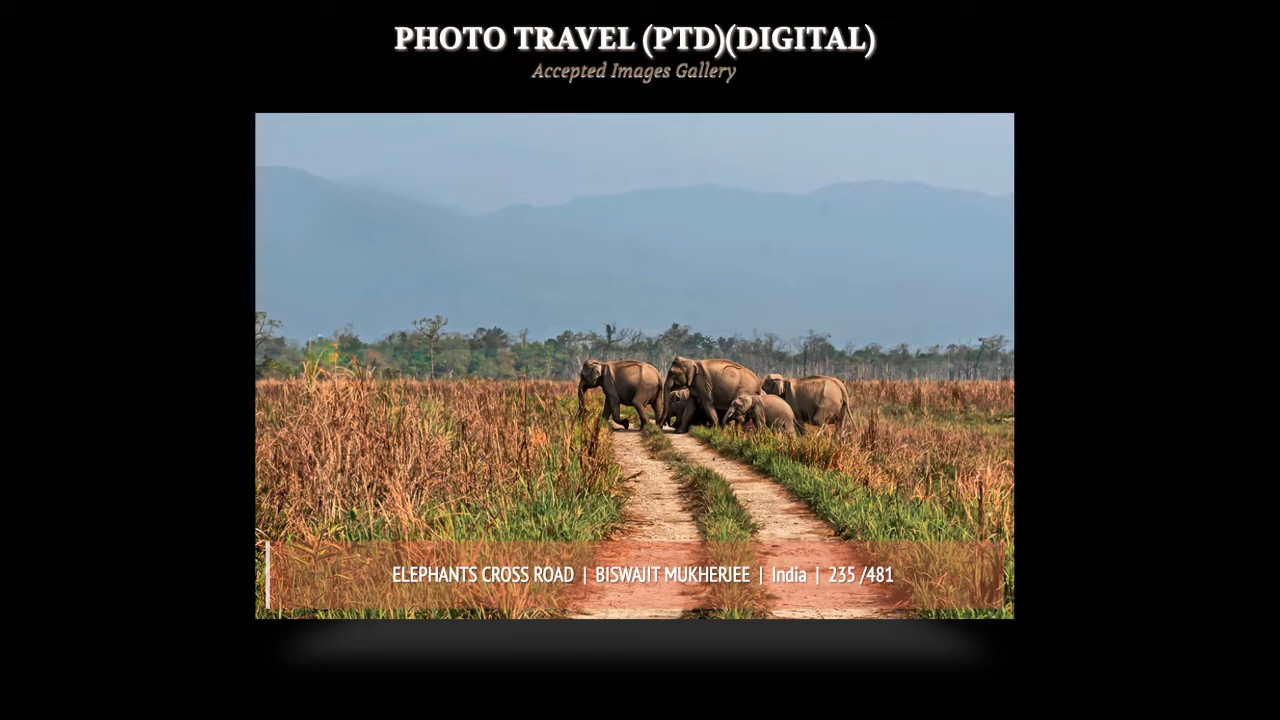 PHOTO TRAVEL (PTD)(DIGITAL)
Accepted Images Gallery
ELEPHANTS CROSS ROAD | BISWAJIT MUKHERJEE | India | 235 /481